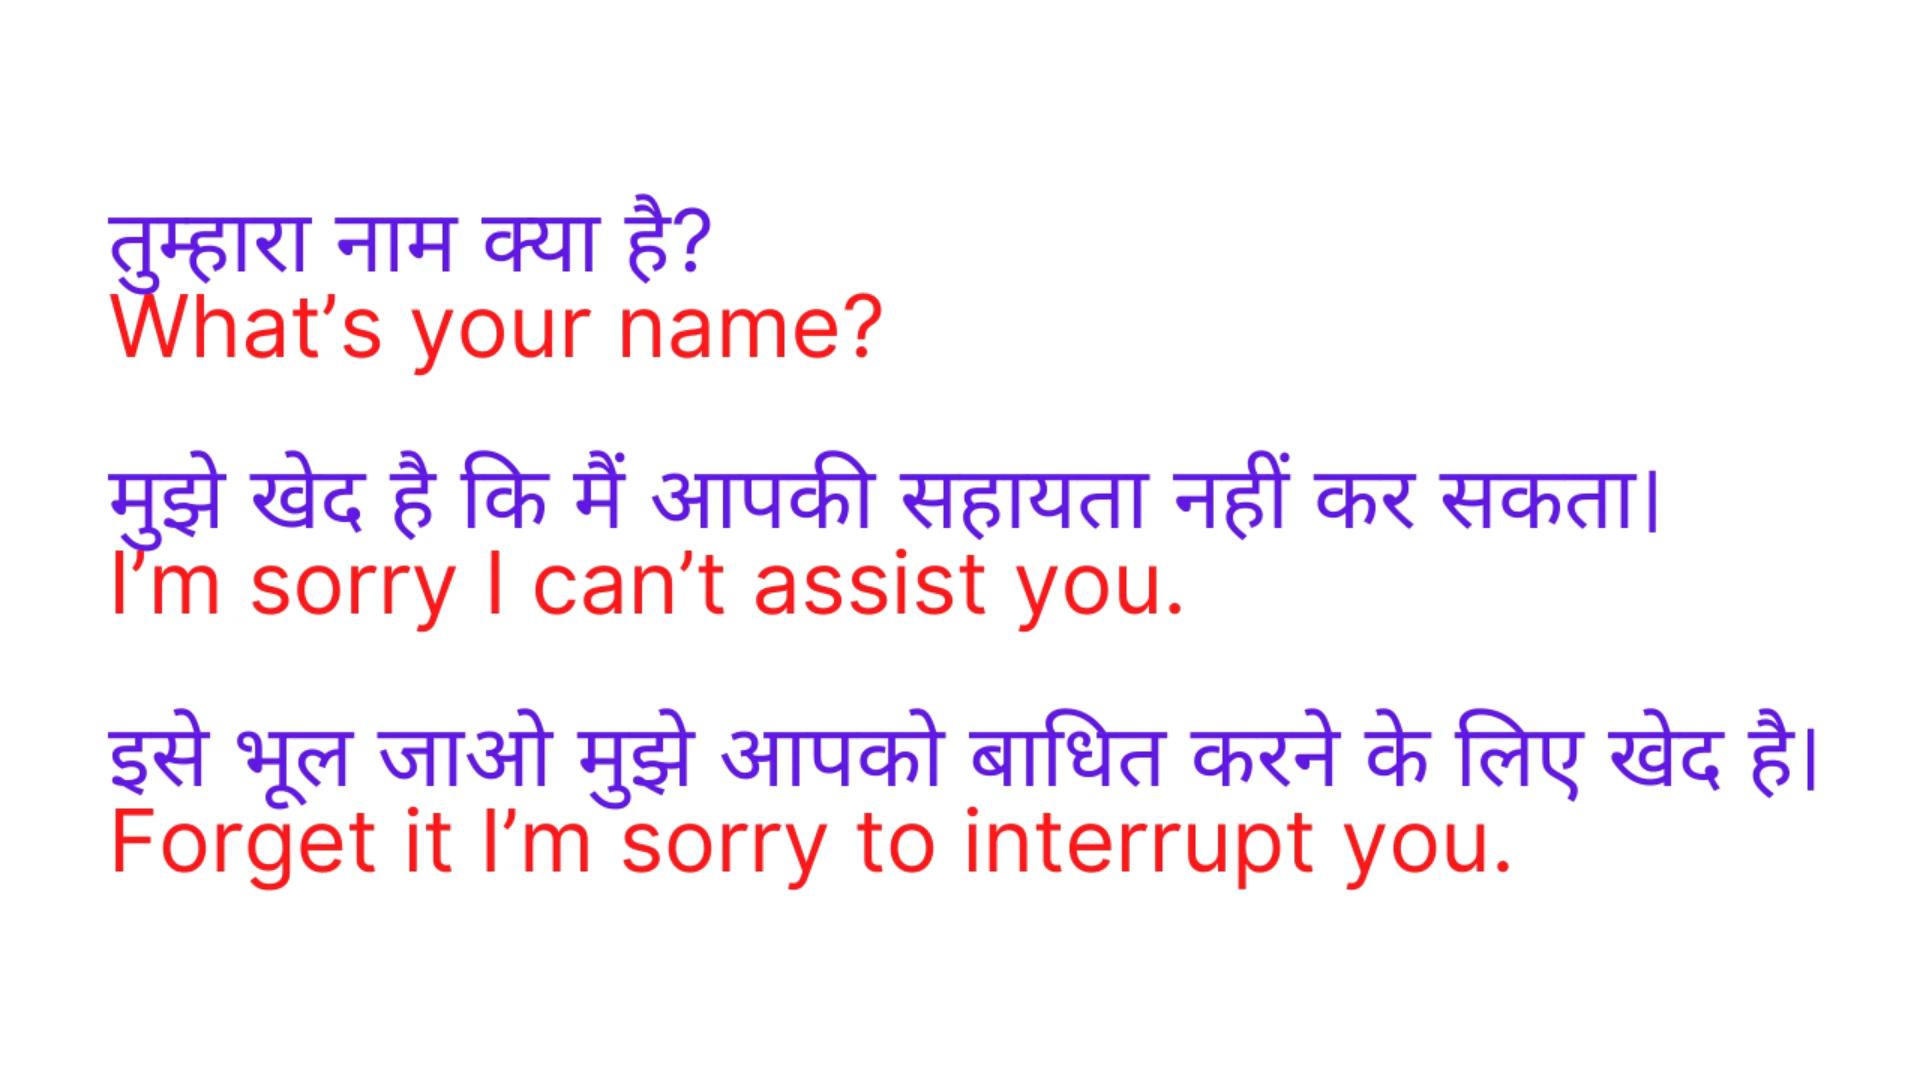 तुम्हारा नाम क्या है?
What’s your name?
मुझे खेद है कि मैं आपकी सहायता नहीं कर सकता|
I’m sorry I can’t assist you.
इसे भूल जाओ मुझे आपको बाधित करने के लिए खेद है|
Forget it I’m sorry to interrupt you.